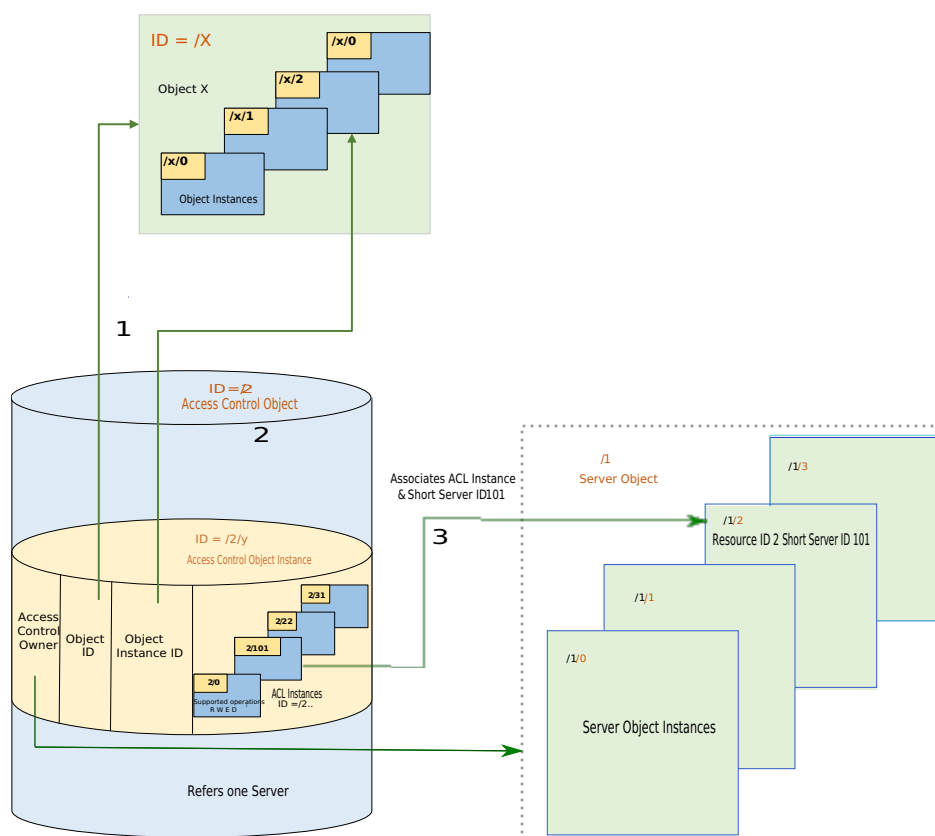 ID = /X
Object X
/x/0
/x/2
/x/1
/x/0
Object Instances
1
ID=/2
Access Control Object
2
Associates ACL Instance
& Short Server ID101
3
/1
Server Object
/1/3
/1/2
Resource ID 2 Short Server ID 101
/1/1
/1/0
Server Object Instances
ID = /2/y
Access Control Object Instance
Access
Control
Owner
Object
ID
Object
Instance ID
2/31
2/22
2/101
2/0
Supported operations
R W E D
ACL Instances
ID =/2..
Refers one Server